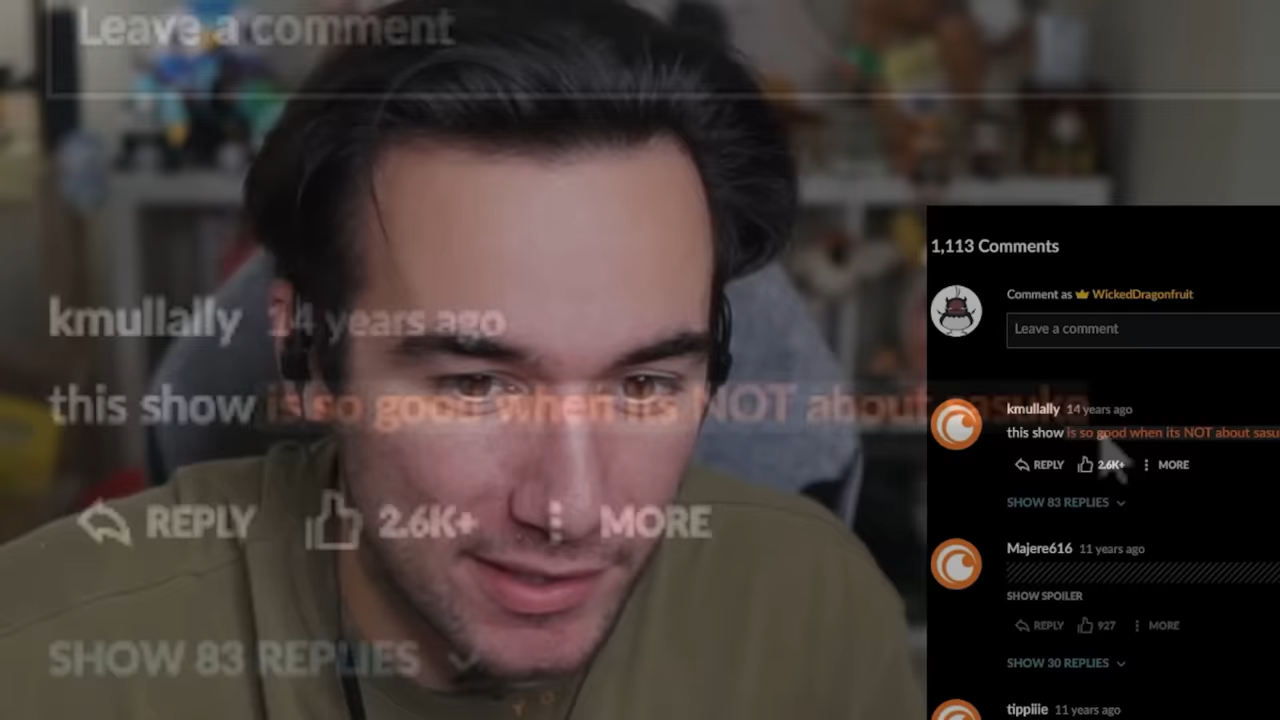 Leave a comment
kmullally 14 years ago
this show is so good when its NOT about sasuke
REPLY 2.6K+ MORE
SHOW 83 REPLIES
1,113 Comments
Comment as WickedDragonfruit
Leave a comment
kmullally 14 years ago
this show is so good when its NOT about sasu
REPLY 2.6K+ MORE
SHOW 83 REPLIES
Majere616 11 years ago
SHOW SPOILER
REPLY 927 MORE
SHOW 30 REPLIES
tippiiie 11 years ago